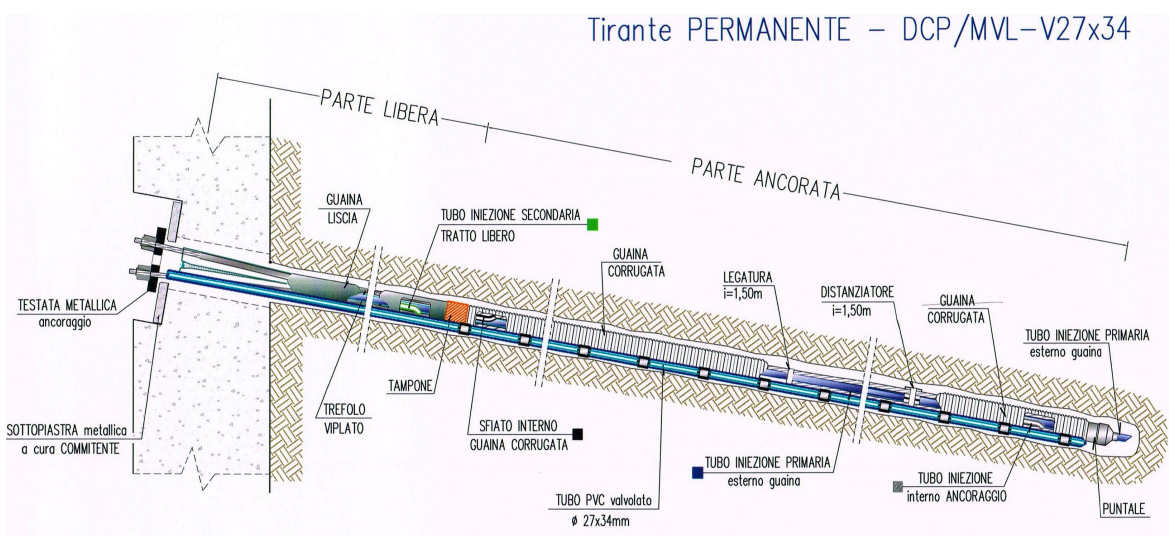 Tirante PERMANENTE – DCP/MVL–V27x34
PARTE LIBERA
PARTE ANCORATA
GUAINA
LISCIA
TUBO INIEZIONE SECONDARIA
TRATTO LIBERO
GUAINA
CORRUGATA
LEGATURA
i=1,50m
DISTANZIATORE
i=1,50m
GUAINA
CORRUGATA
TUBO INIEZIONE PRIMARIA
esterno guaina
TESTATA METALLICA
ancoraggio
TAMPONE
TREFOLO
VIPLATO
SFIATO INTERNO
GUAINA CORRUGATA
SOTTOPIASTRA metallica
a cura COMMITENTE
TUBO INIEZIONE PRIMARIA
esterno guaina
TUBO INIEZIONE
interno ANCORAGGIO
TUBO PVC valvolato
ø 27x34mm
PUNTALE